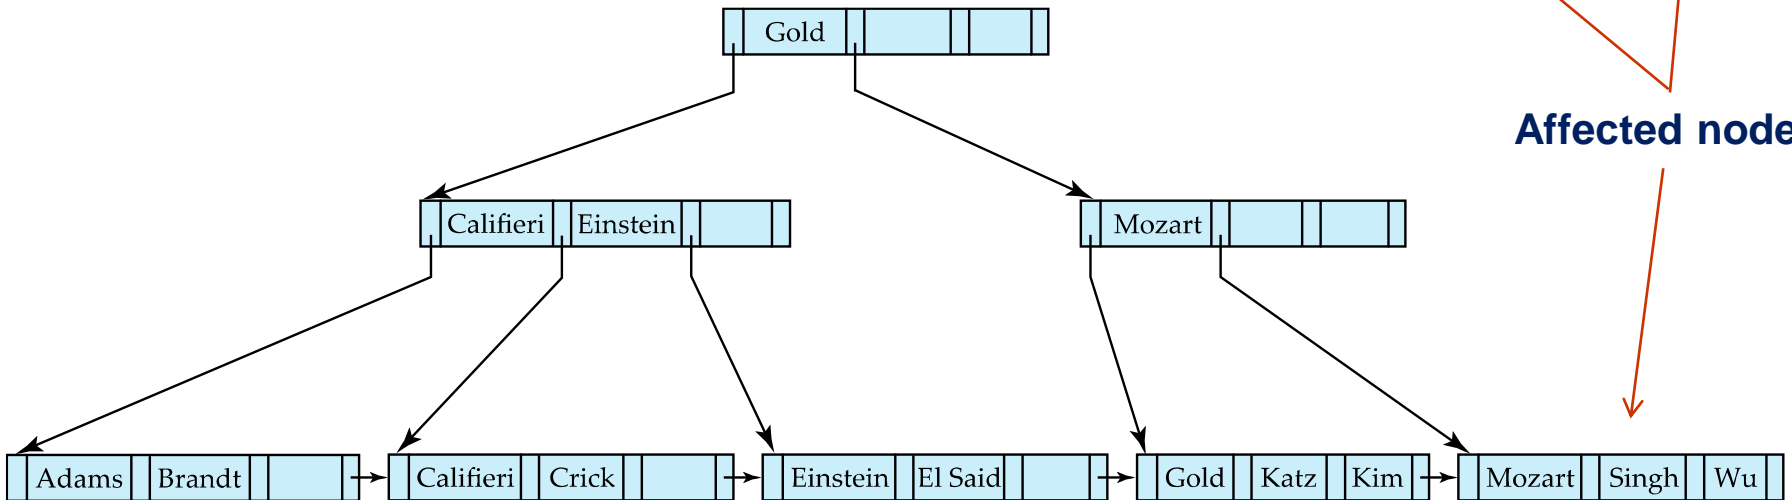 Gold
Affected node
Califieri Einstein
Mozart
Adams Brandt
Califieri Crick
Einstein El Said
Gold Katz Kim
Mozart Singh Wu